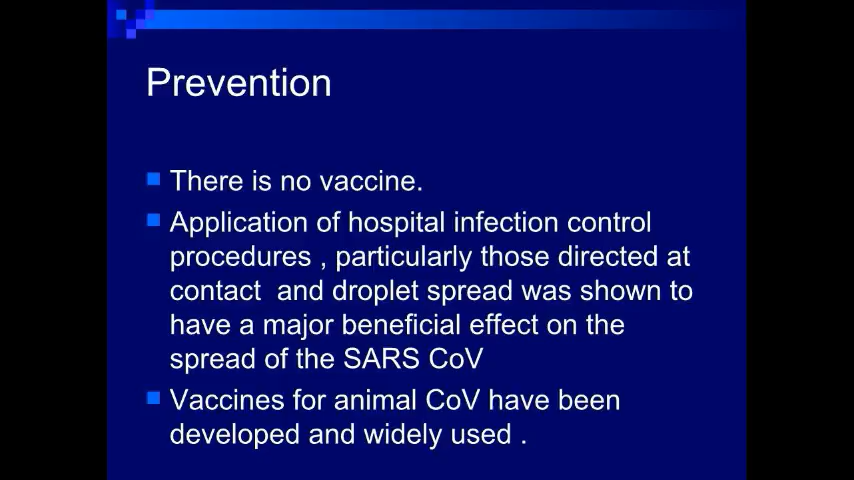 Prevention
There is no vaccine.
Application of hospital infection control
procedures , particularly those directed at
contact  and droplet spread was shown to
have a major beneficial effect on the
spread of the SARS CoV
Vaccines for animal CoV have been
developed and widely used .